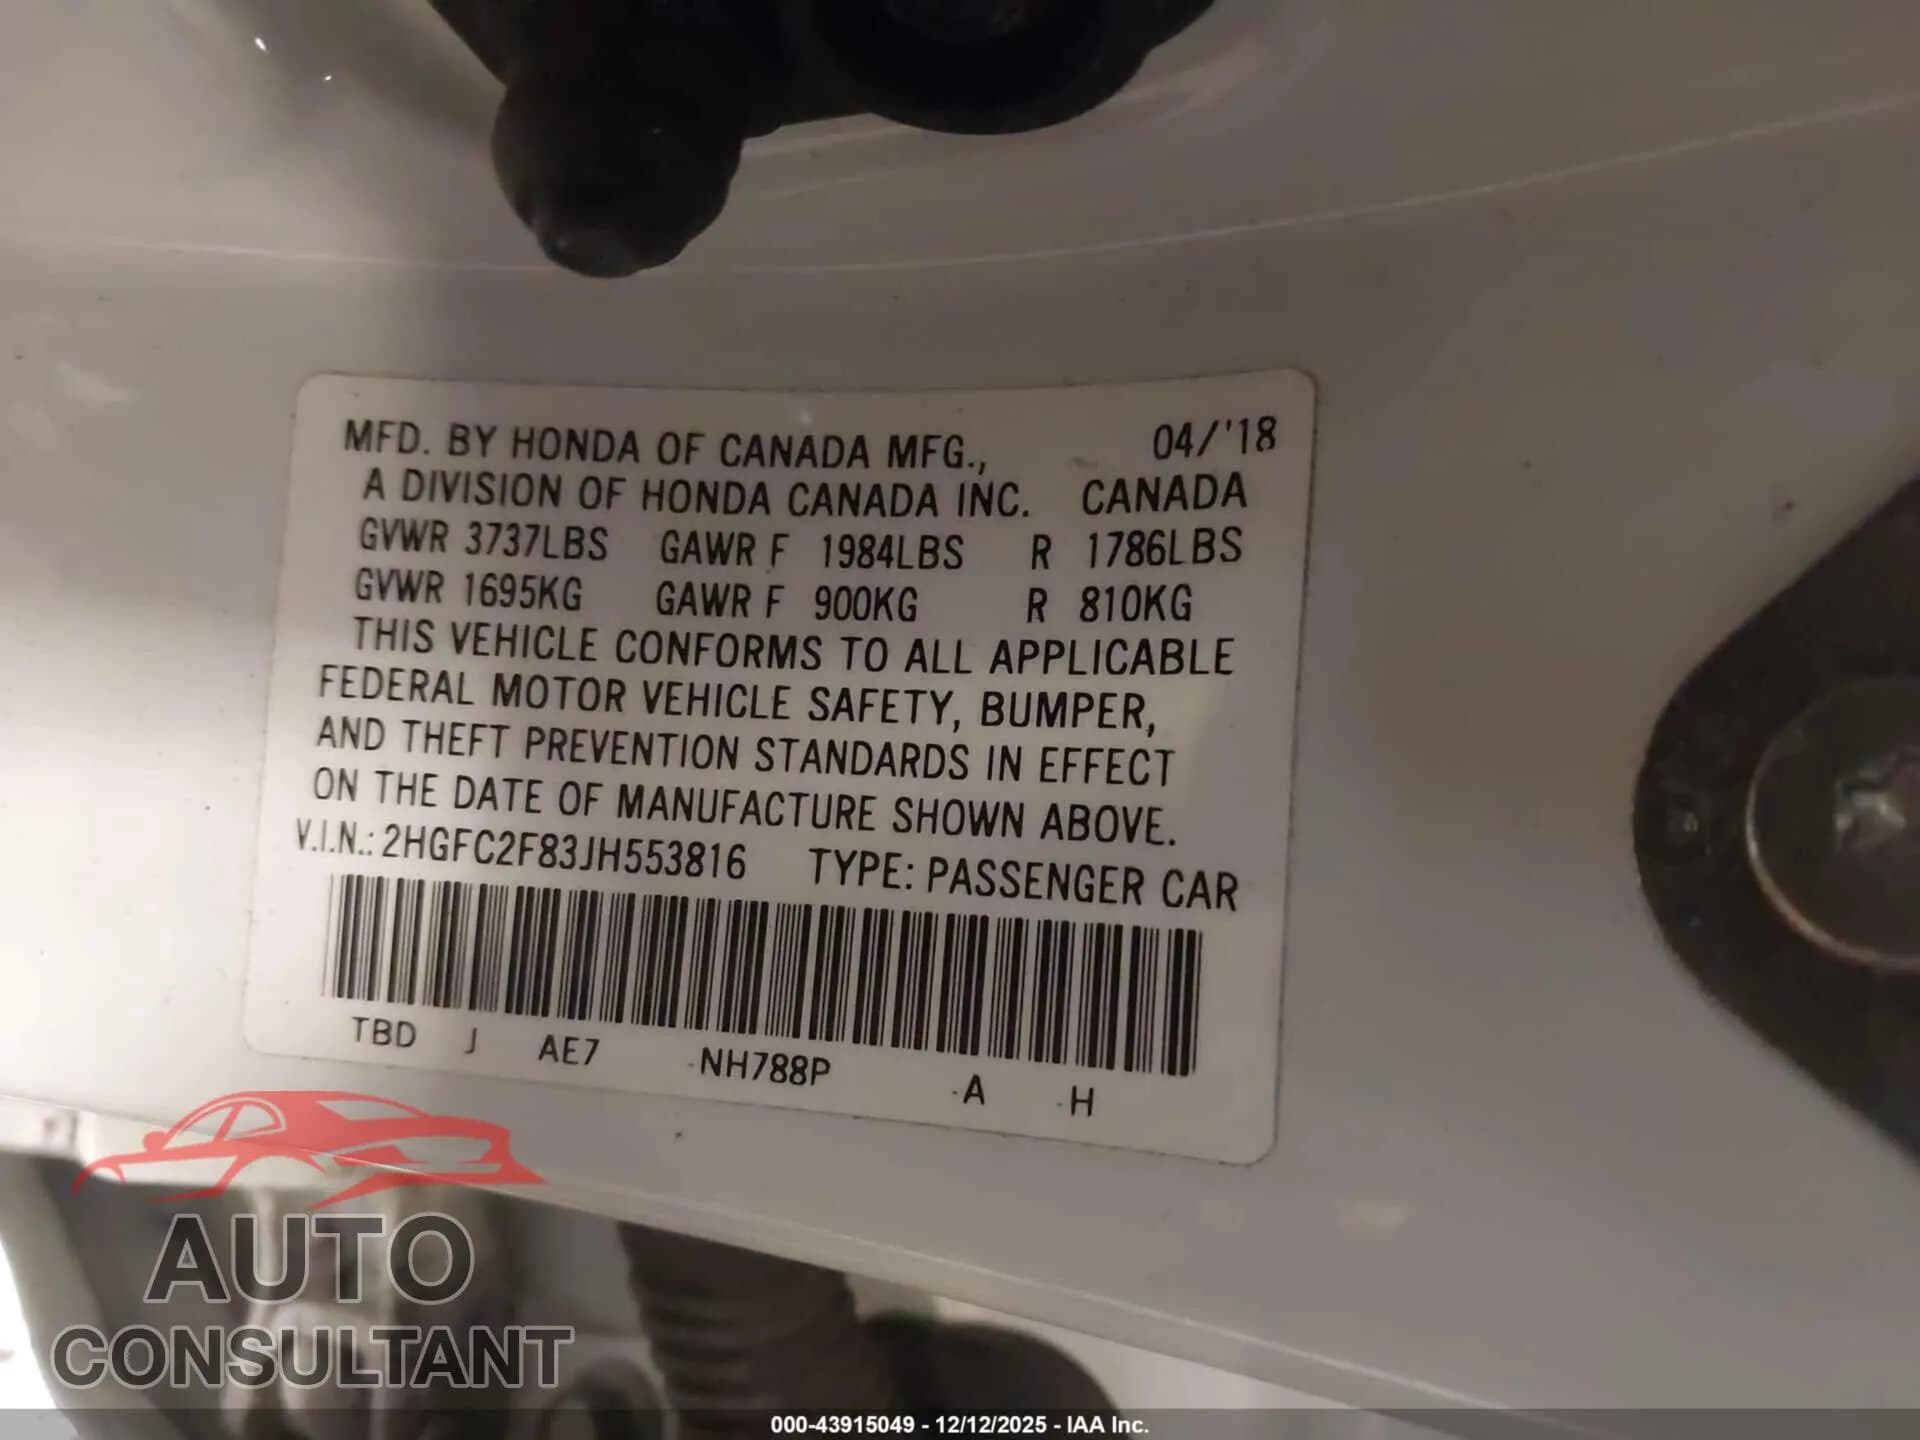 MFD. BY HONDA OF CANADA MFG., 04/'18
A DIVISION OF HONDA CANADA INC. CANADA
GVWR 3737LBS GAWR F 1984LBS R 1786LBS
GVWR 1695KG GAWR F 900KG R 810KG
THIS VEHICLE CONFORMS TO ALL APPLICABLE
FEDERAL MOTOR VEHICLE SAFETY, BUMPER,
AND THEFT PREVENTION STANDARDS IN EFFECT
ON THE DATE OF MANUFACTURE SHOWN ABOVE.
V.I.N.: 2HGFC2F83JH553816 TYPE: PASSENGER CAR
TBD J AE7 -NH788P -A -H
AUTO
CONSULTANT
000-43915049 - 12/12/2025 - IAA Inc.